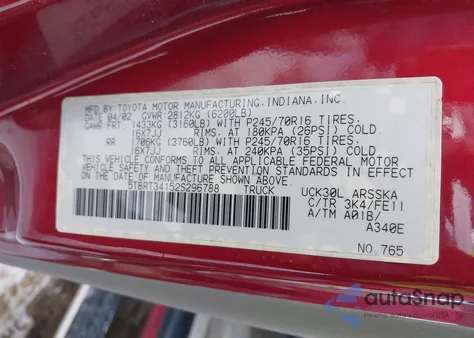 MFD.BY:TOYOTA MOTOR MANUFACTURING,INDIANA,INC.
DATE: 04/02 GVWR 2812KG (6200LB)
GAWR FRT 1433KG (3160LB) WITH P245/70R16 TIRES,
16X7JJ RIMS, AT 180KPA (26PSI) COLD
RR 1706KG (3760LB) WITH P245/70R16 TIRES,
16X7JJ RIMS, AT 240KPA (35PSI) COLD
THIS VEHICLE CONFORMS TO ALL APPLICABLE FEDERAL MOTOR
VEHICLE SAFETY STANDARDS IN EFFECT
ON THE DATE OF MANUFACTURE SHOWN ABOVE.
5TBRT34152S296788 TRUCK
UCK30L ARSSKA
C/TR 3K4/FE11
A/TM A01B/
A340E
NO.765
autoSnap